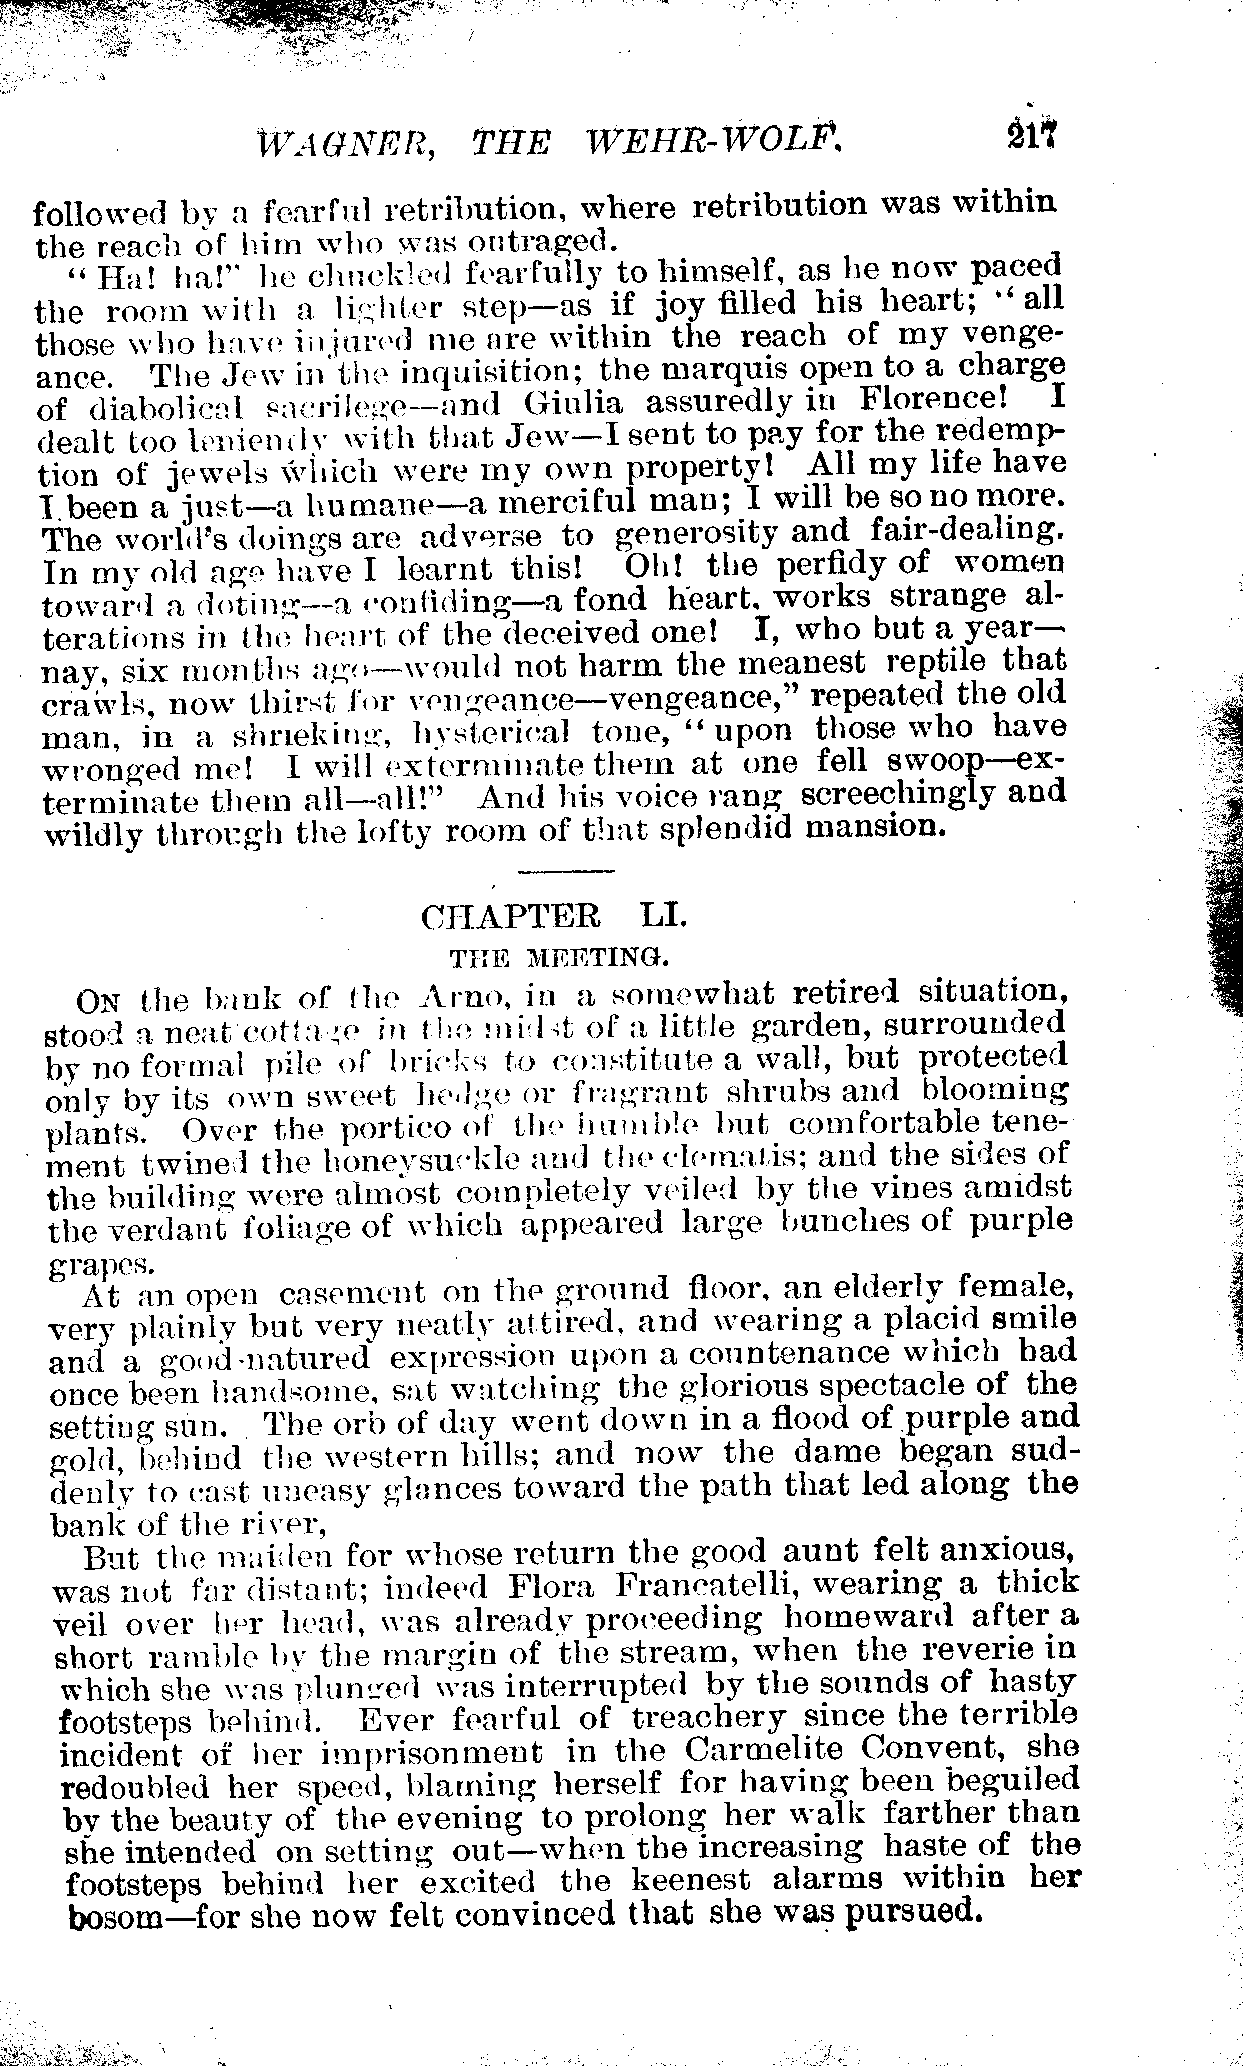 WAGNER, THE WEHR-WOLF. 217
followed by a fearful retribution, where retribution was within
the reach of him who was outraged.
"Ha! ha!" he chuckled fearfully to himself, as he now paced
the room with a lighter step—as if joy filled his heart; "all
those who have injured me are within the reach of my venge-
ance. The Jew in the inquisition; the marquis open to a charge
of diabolical sacrilege—and Giulia assuredly in Florence! I
dealt too leniently with that Jew—I sent to pay for the redemp-
tion of jewels which were my own property! All my life have
I been a just—a humane—a merciful man; I will be so no more.
The world's doings are adverse to generosity and fair-dealing.
In my old age have I learnt this! Oh! the perfidy of women
toward a doting—a confiding—a fond heart, works strange al-
terations in the heart of the deceived one! I, who but a year—
nay, six months ago—would not harm the meanest reptile that
crawls, now thirst for vengeance—vengeance," repeated the old
man, in a shrieking, hysterical tone, "upon those who have
wronged me! I will exterminate them at one fell swoop—ex-
terminate them all—all!" And his voice rang screechingly and
wildly through the lofty room of that splendid mansion.
CHAPTER LI.
THE MEETING.
ON the bank of the Arno, in a somewhat retired situation,
stood a neat cottage in the midst of a little garden, surrounded
by no formal pile of bricks to constitute a wall, but protected
only by its own sweet hedge or fragrant shrubs and blooming
plants. Over the portico of the humble but comfortable tene-
ment twined the honeysuckle and the clematis; and the sides of
the building were almost completely veiled by the vines amidst
the verdant foliage of which appeared large bunches of purple
grapes.
At an open casement on the ground floor, an elderly female,
very plainly but very neatly attired, and wearing a placid smile
and a good-natured expression upon a countenance which had
once been handsome, sat watching the glorious spectacle of the
setting sun. The orb of day went down in a flood of purple and
gold, behind the western hills; and now the dame began sud-
denly to cast uneasy glances toward the path that led along the
bank of the river,
But the maiden for whose return the good aunt felt anxious,
was not far distant; indeed Flora Francatelli, wearing a thick
veil over her head, was already proceeding homeward after a
short ramble by the margin of the stream, when the reverie in
which she was plunged was interrupted by the sounds of hasty
footsteps behind. Ever fearful of treachery since the terrible
incident of her imprisonment in the Carmelite Convent, she
redoubled her speed, blaming herself for having been beguiled
by the beauty of the evening to prolong her walk farther than
she intended on setting out—when the increasing haste of the
footsteps behind her excited the keenest alarms within her
bosom—for she now felt convinced that she was pursued.